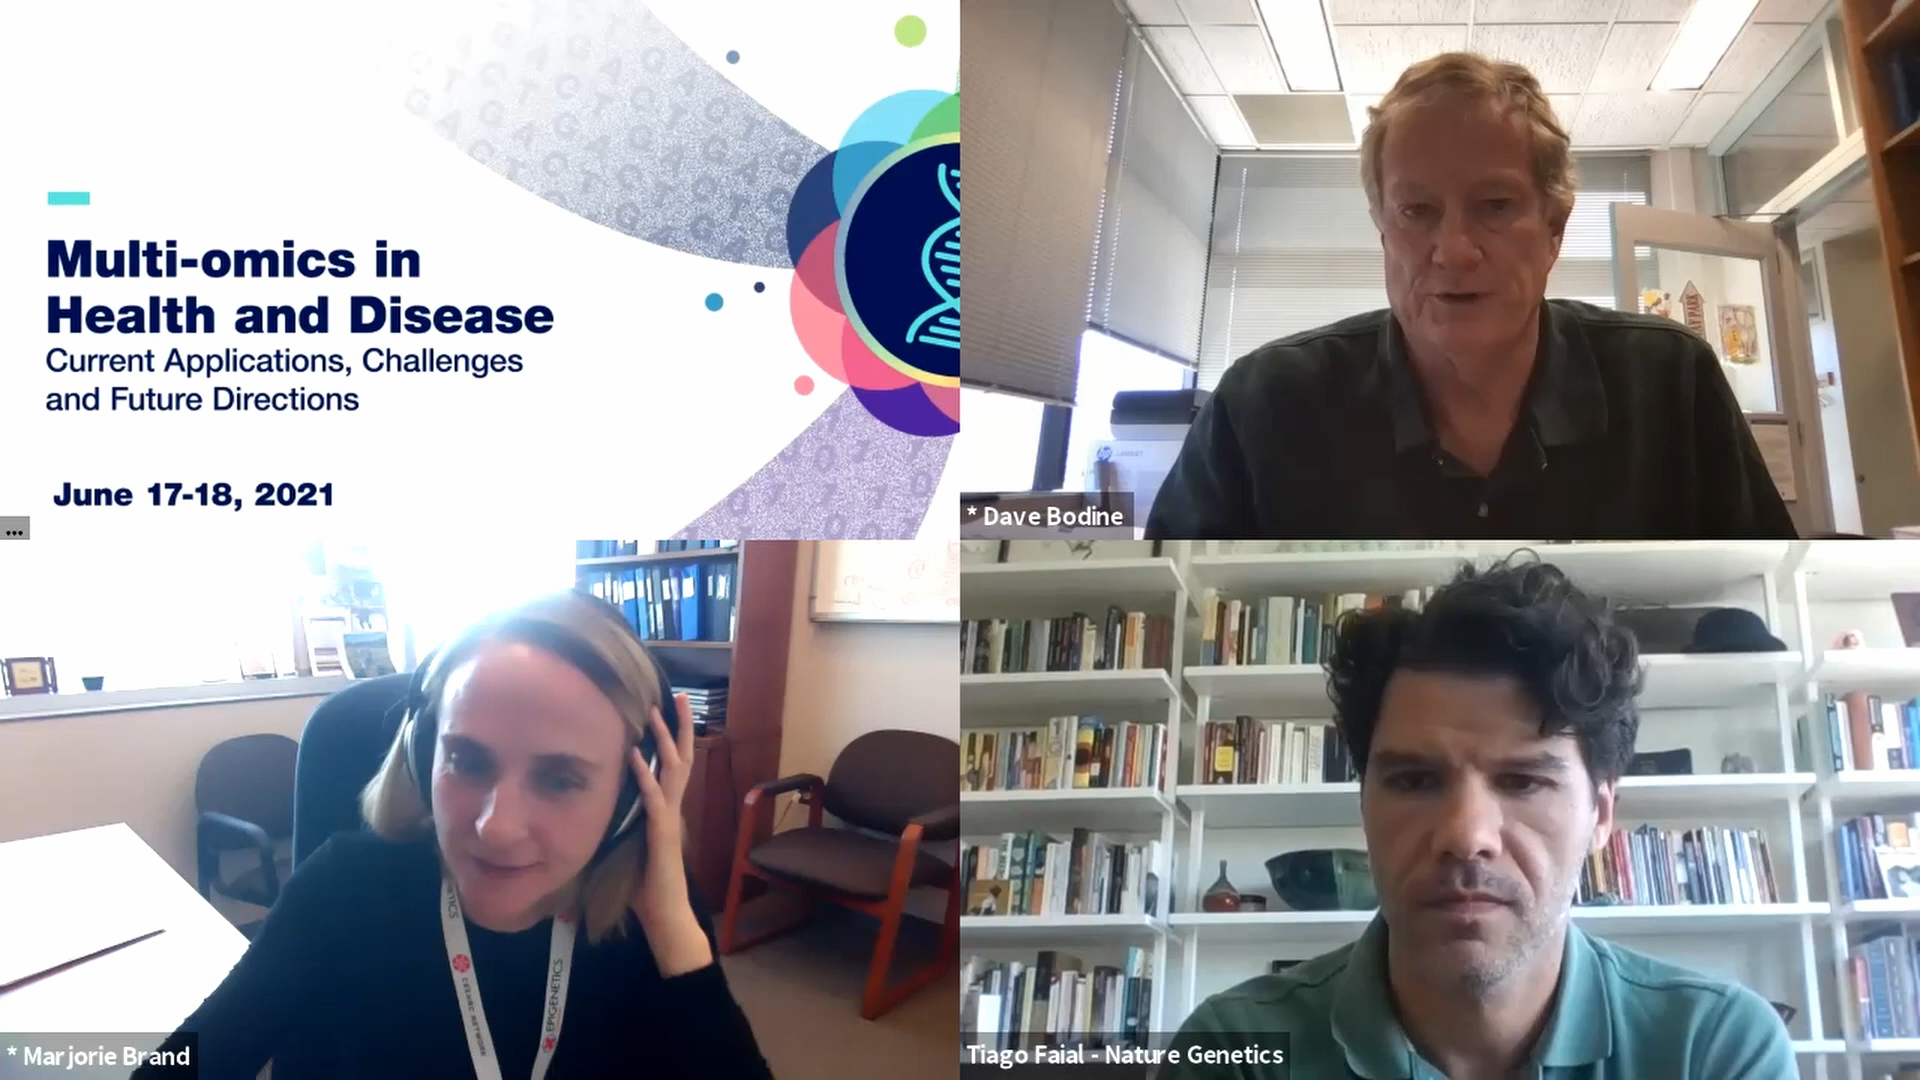 Multi-omics in
Health and Disease
Current Applications, Challenges
and Future Directions
June 17-18, 2021
...
* Dave Bodine
* Marjorie Brand
Tiago Faial - Nature Genetics
EPIGENETICS